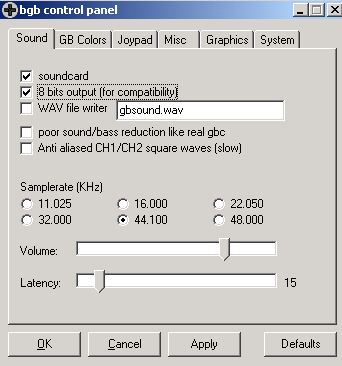 bgb control panel
Sound GB Colors Joypad Misc Graphics System
soundcard
8 bits output (for compatibility)
WAV file writer gbsound.wav
poor sound/bass reduction like real gbc
Anti aliased CH1/CH2 square waves (slow)
Samplerate (KHz)
11.025 16.000 22.050
32.000 44.100 48.000
Volume:
Latency: 15
OK Cancel Apply Defaults